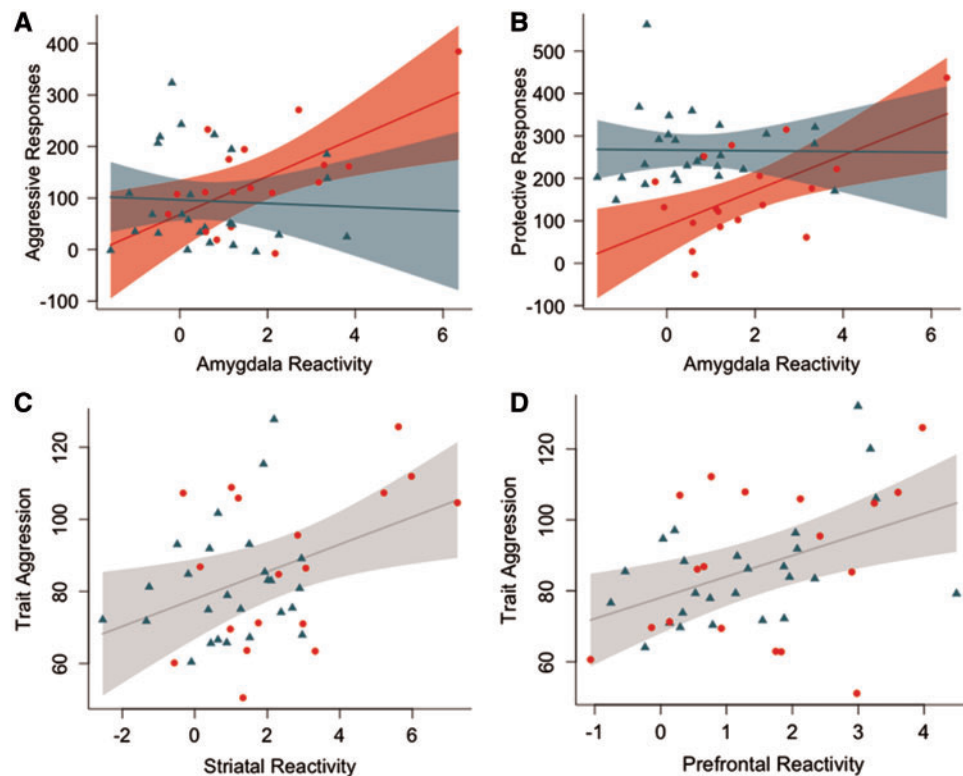 A
Aggressive Responses
400
300
200
100
0
-100
0 2 4 6
Amygdala Reactivity
B
Protective Responses
500
400
300
200
100
0
-100
0 2 4 6
Amygdala Reactivity
C
Trait Aggression
120
100
80
60
-2 0 2 4 6
Striatal Reactivity
D
Trait Aggression
120
100
80
60
-1 0 1 2 3 4
Prefrontal Reactivity